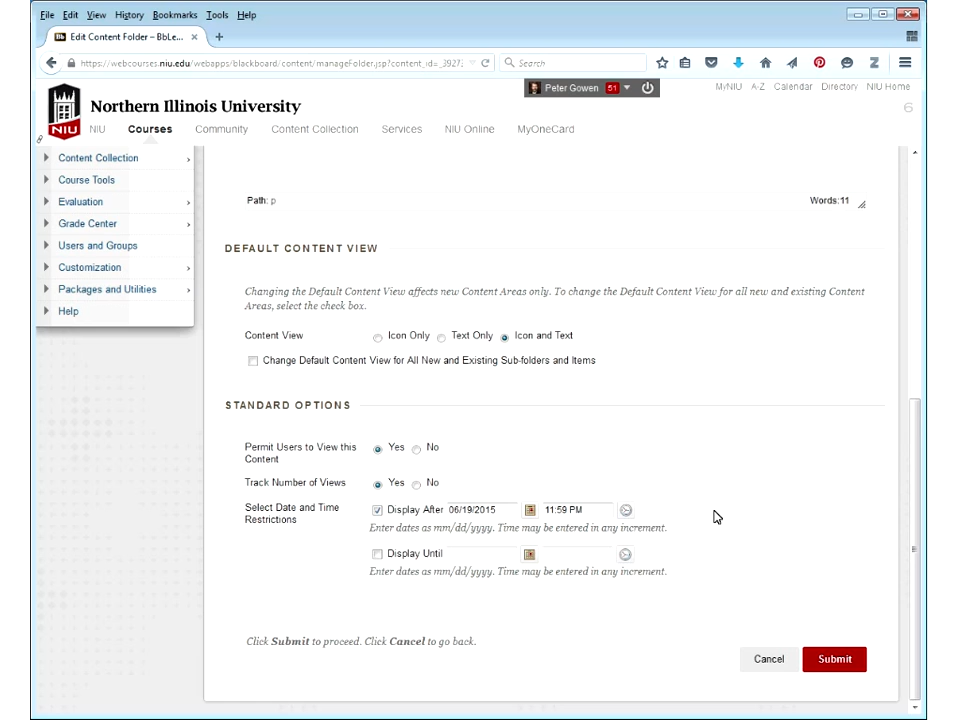 File Edit View History Bookmarks Tools Help
Edit Content Folder – BbLe... × +
https://webcourses.niu.edu/webapps/blackboard/content/manageFolder.jsp?content_id=_3927 Search
Peter Gowen 51
MyNIU A-Z Calendar Directory NIU Home
NIU
Northern Illinois University
6
NIU Courses Community Content Collection Services NIU Online MyOneCard
Content Collection
Course Tools
Evaluation
Grade Center
Users and Groups
Customization
Packages and Utilities
Help
Path: p Words:11
DEFAULT CONTENT VIEW
Changing the Default Content View affects new Content Areas only. To change the Default Content View for all new and existing Content
Areas, select the check box.
Content View Icon Only Text Only Icon and Text
Change Default Content View for All New and Existing Sub-folders and Items
STANDARD OPTIONS
Permit Users to View this
Content
Yes No
Track Number of Views Yes No
Select Date and Time
Restrictions
Display After 06/19/2015 11:59 PM
Enter dates as mm/dd/yyyy. Time may be entered in any increment.
Display Until
Enter dates as mm/dd/yyyy. Time may be entered in any increment.
Click Submit to proceed. Click Cancel to go back.
Cancel Submit